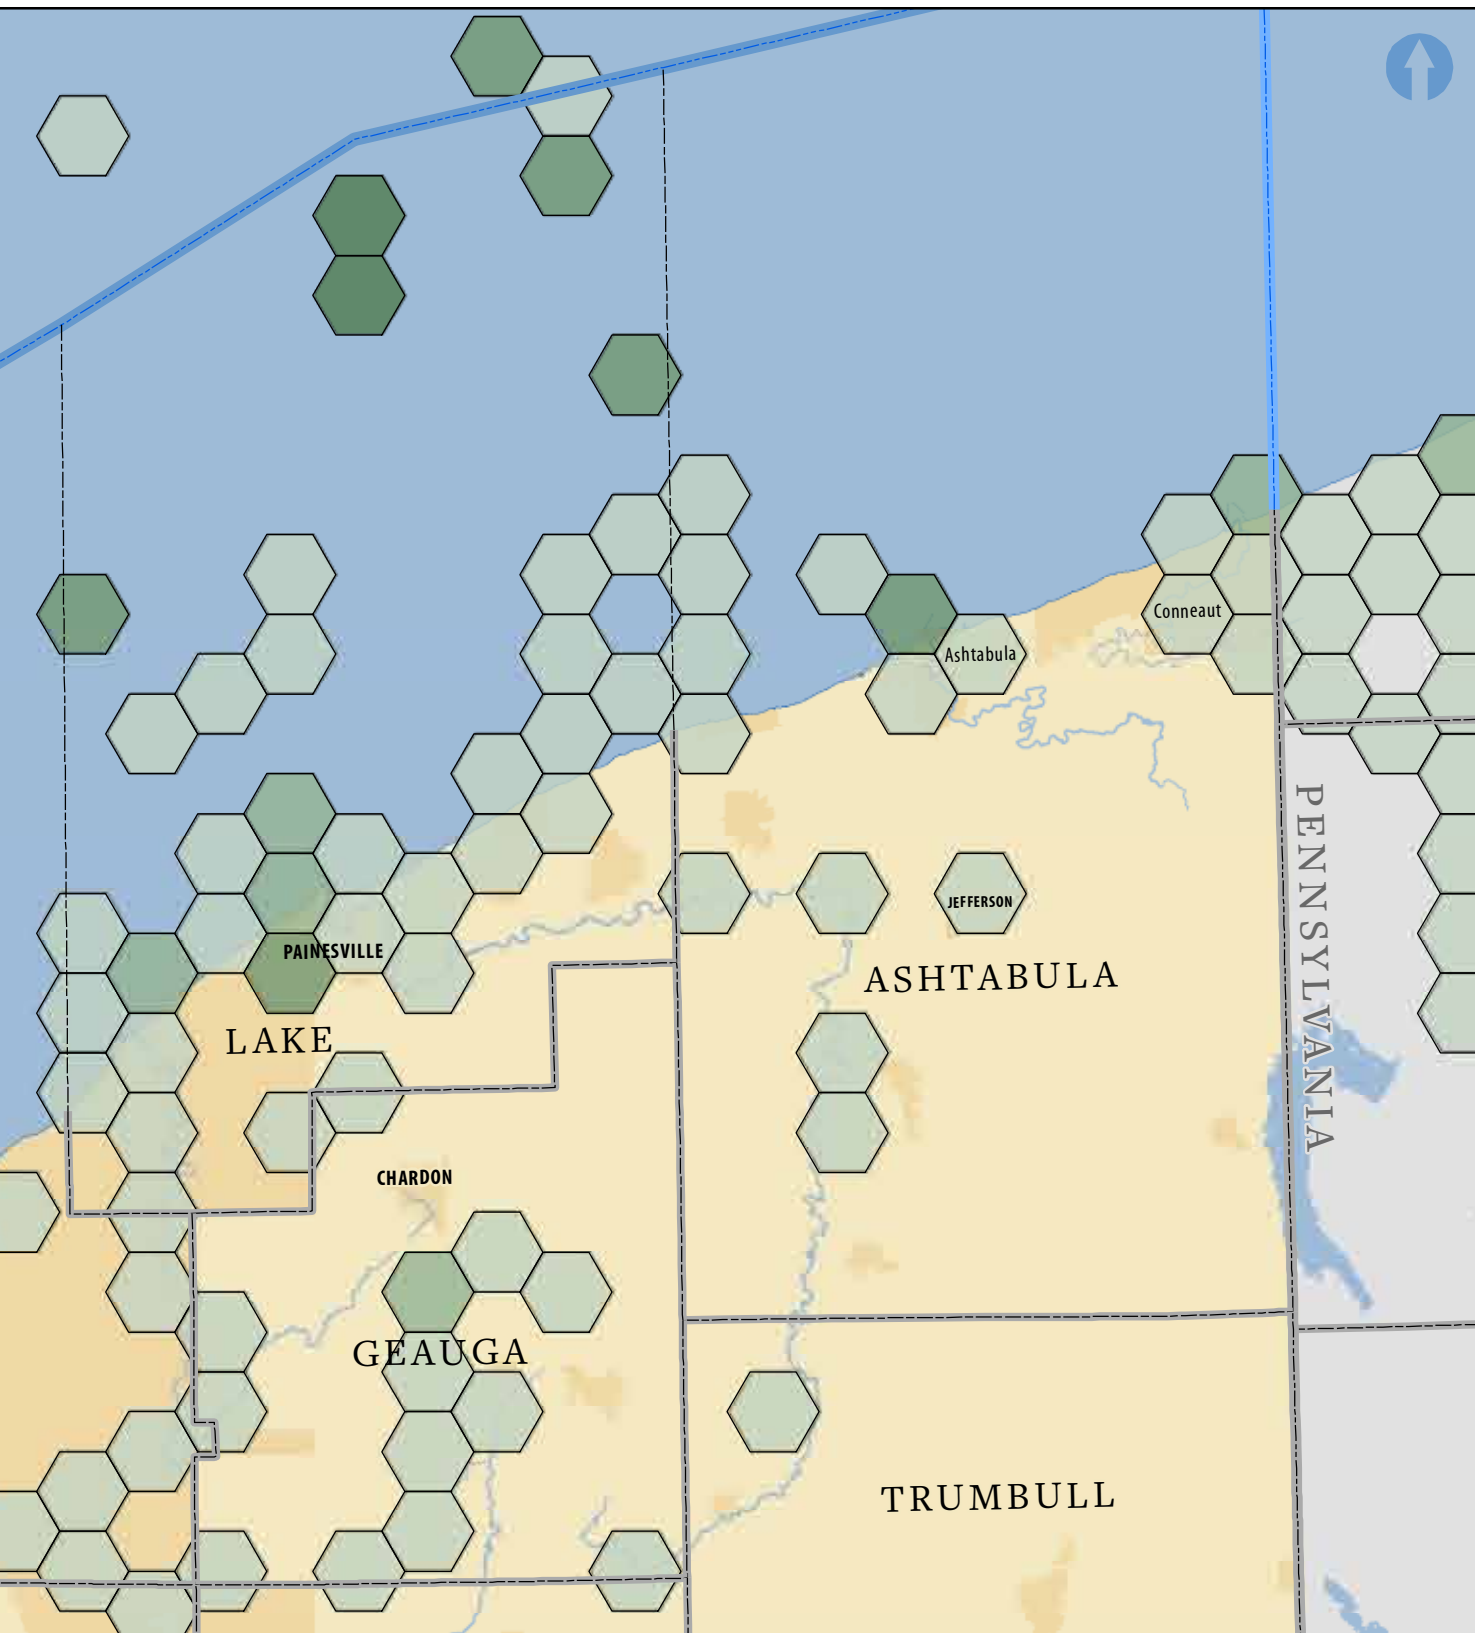 Conneaut
Ashtabula
PENNSYLVANIA
JEFFERSON
PAINESVILLE
ASHTABULA
LAKE
CHARDON
GEAUGA
TRUMBULL